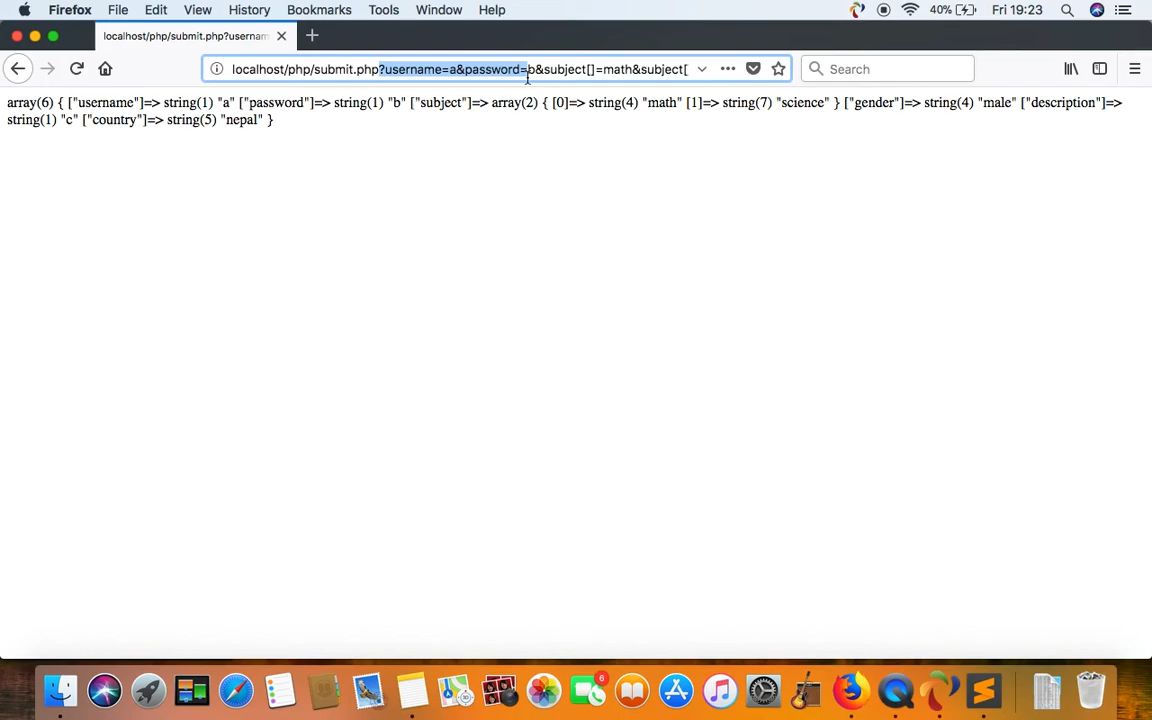 Firefox File Edit View History Bookmarks Tools Window Help 40% Fri 19:23
localhost/php/submit.php?usernam
localhost/php/submit.php?username=a&password=b&subject[]=math&subject[ Search
array(6) { ["username"]=> string(1) "a" ["password"]=> string(1) "b" ["subject"]=> array(2) { [0]=> string(4) "math" [1]=> string(7) "science" } ["gender"]=> string(4) "male" ["description"]=>
string(1) "c" ["country"]=> string(5) "nepal" }
6